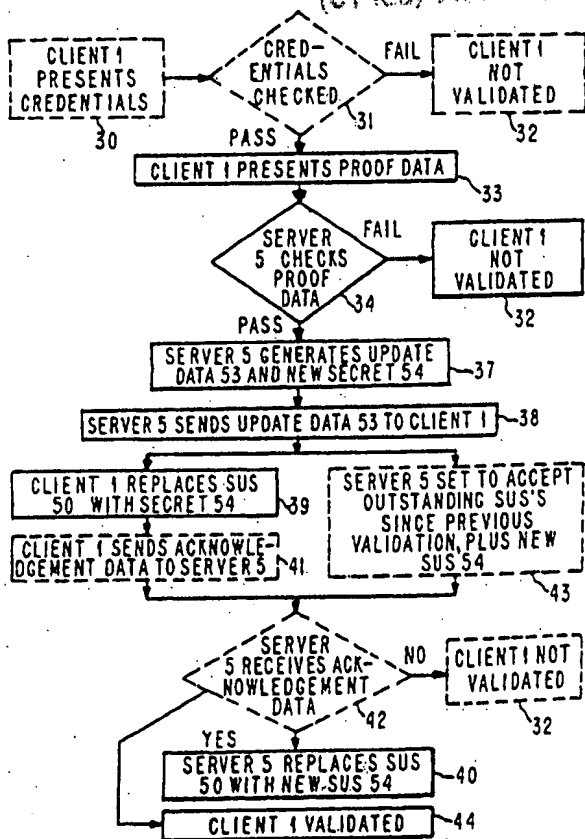 CLIENT 1
PRESENTS
CREDENTIALS
30
CRED-
ENTIALS
CHECKED
31
FAIL
CLIENT 1
NOT
VALIDATED
32
PASS
CLIENT 1 PRESENTS PROOF DATA
33
SERVER
5 CHECKS
PROOF
DATA
34
FAIL
CLIENT 1
NOT
VALIDATED
32
PASS
SERVER 5 GENERATES UPDATE
DATA 53 AND NEW SECRET 54
37
SERVER 5 SENDS UPDATE DATA 53 TO CLIENT 1
38
CLIENT 1 REPLACES SUS
50 WITH SECRET 54
39
CLIENT 1 SENDS ACKNOWLE-
DGEMENT DATA TO SERVER 5
41
SERVER 5 SET TO ACCEPT
OUTSTANDING SUS'S
SINCE PREVIOUS
VALIDATION, PLUS NEW
SUS 54
43
SERVER
5 RECEIVES ACK-
NOWLEDGEMENT
DATA
42
NO
CLIENT 1 NOT
VALIDATED
32
YES
SERVER 5 REPLACES SUS
50 WITH NEW SUS 54
40
CLIENT 1 VALIDATED
44